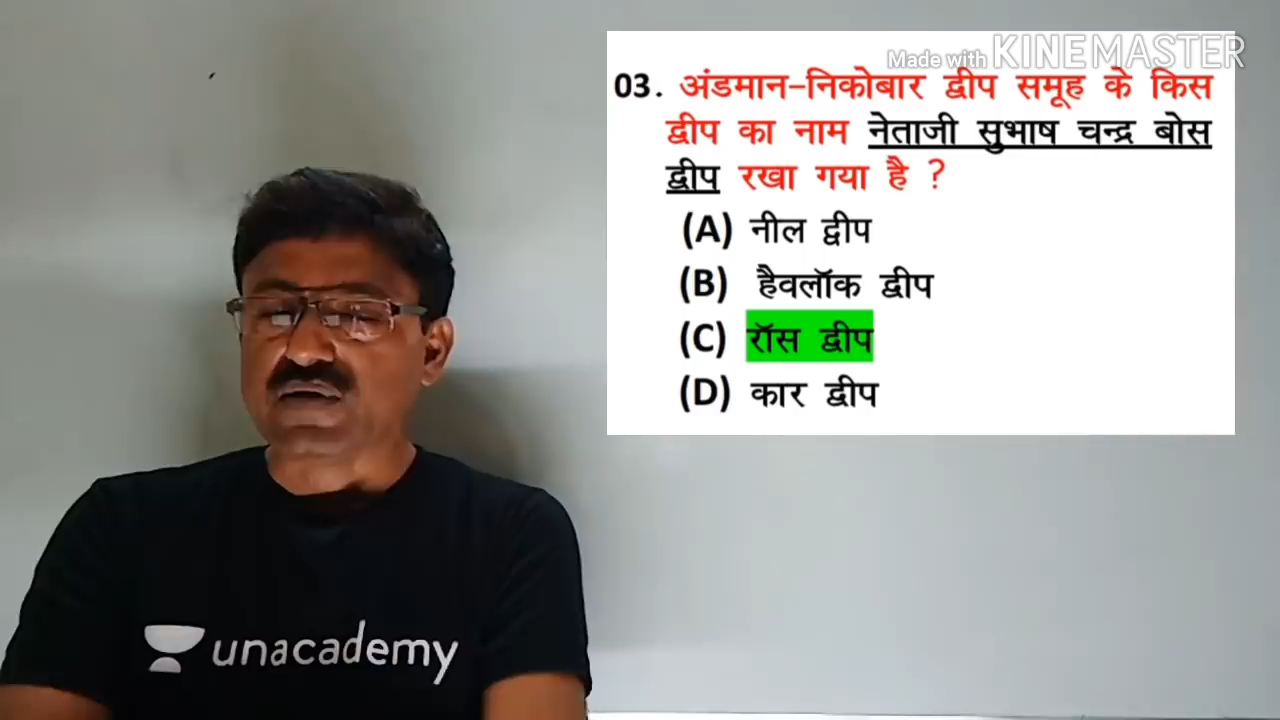 Made with KINEMASTER
03. अंडमान-निकोबार द्वीप समूह के किस
द्वीप का नाम नेताजी सुभाष चन्द्र बोस
द्वीप रखा गया है ?
(A) नील द्वीप
(B) हैवलॉक द्वीप
(C) रॉस द्वीप
(D) कार द्वीप
unacademy